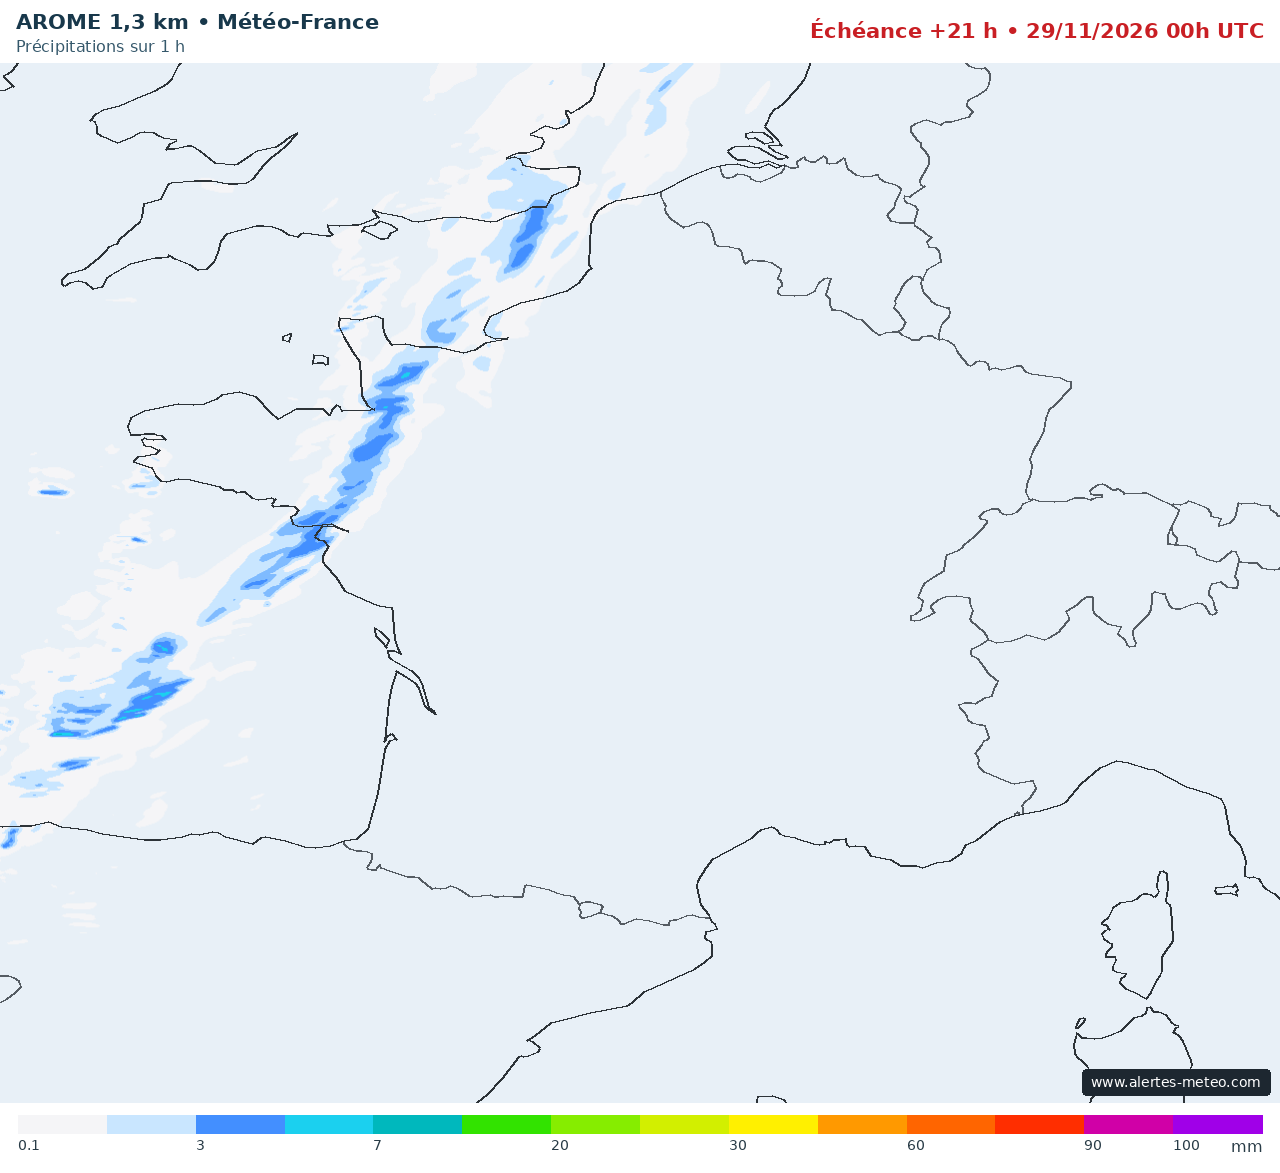 AROME 1,3 km • Météo-France
Précipitations sur 1 h
Échéance +21 h • 29/11/2026 00h UTC
www.alertes-meteo.com
0.1 3 7 20 30 60 90 100 mm